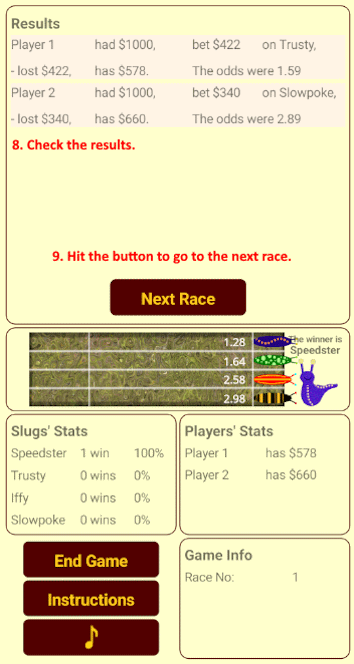 Results
Player 1 had $1000, bet $422 on Trusty,
- lost $422, has $578. The odds were 1.59
Player 2 had $1000, bet $340 on Slowpoke,
- lost $340, has $660. The odds were 2.89
8. Check the results.
9. Hit the button to go to the next race.
Next Race
1.28
1.64
2.58
2.98
The winner is
Speedster
Slugs' Stats
Speedster 1 win 100%
Trusty 0 wins 0%
Iffy 0 wins 0%
Slowpoke 0 wins 0%
Players' Stats
Player 1 has $578
Player 2 has $660
End Game
Instructions
Game Info
Race No: 1